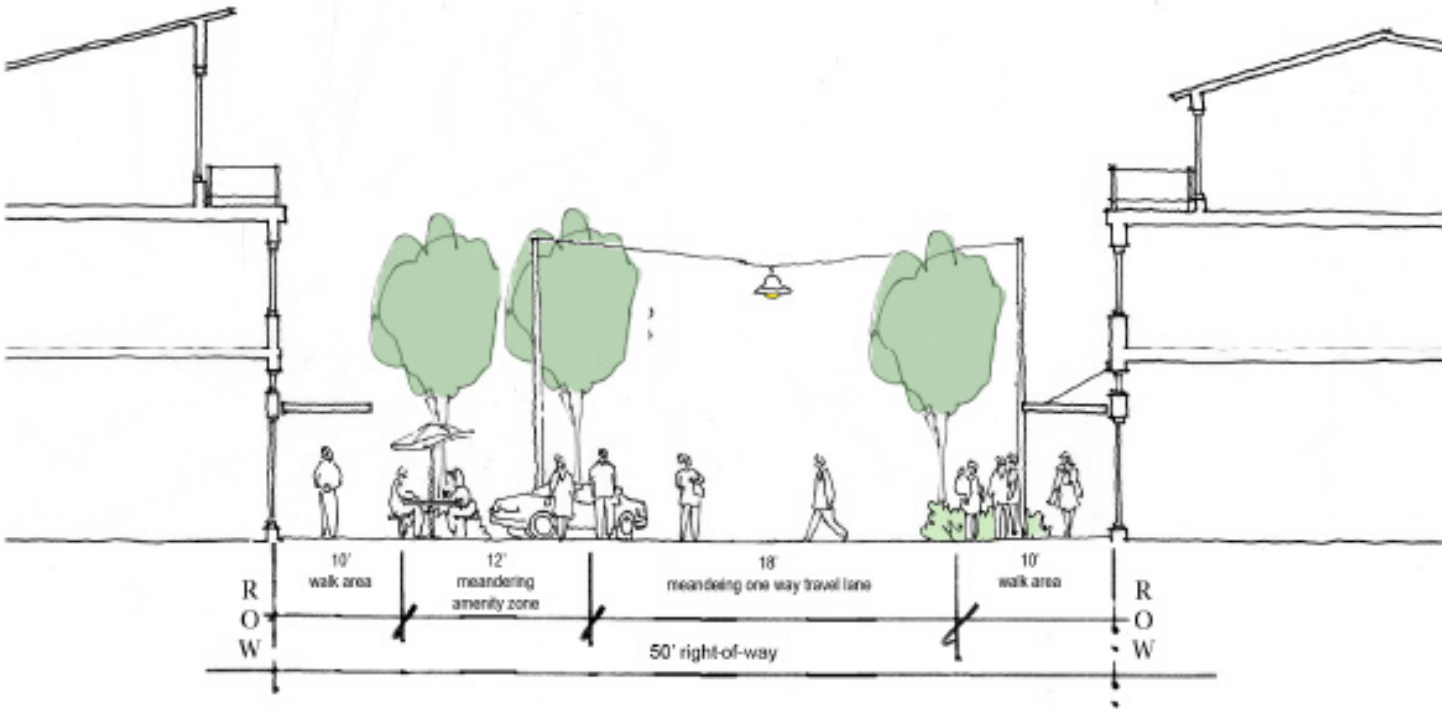 10'
walk area
12'
meandering
amenity zone
18'
meandering one way travel lane
10'
walk area
R
O
W
R
O
W
50' right-of-way